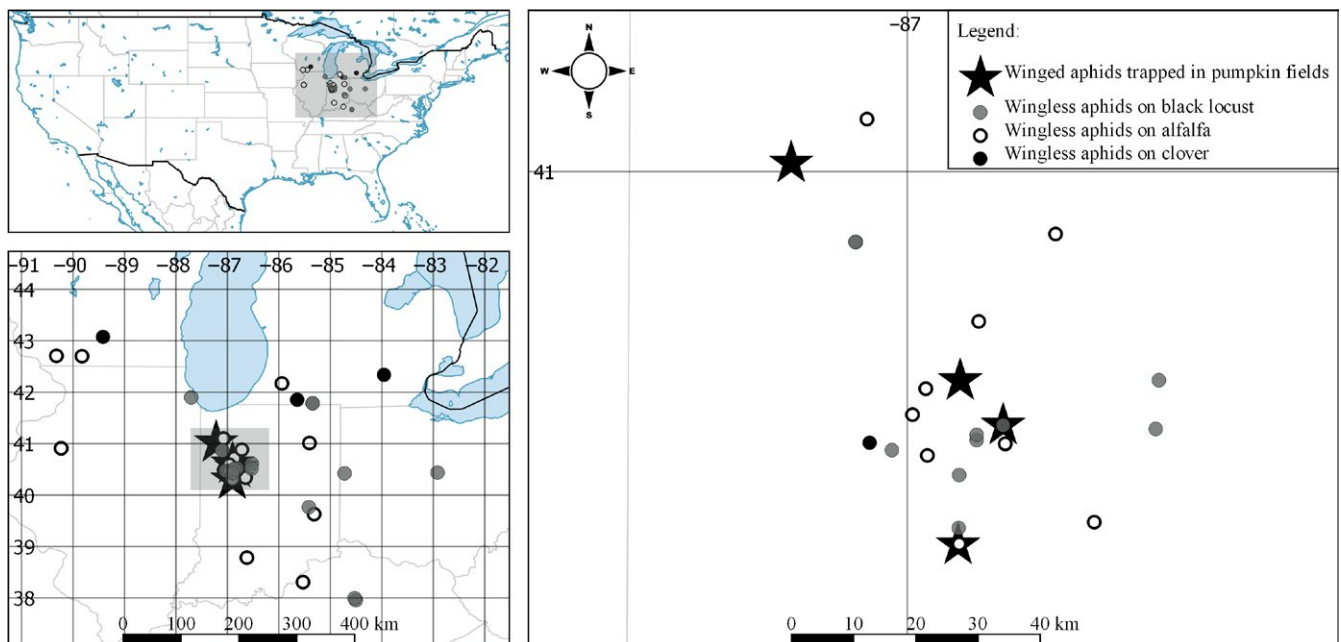 −91 −90 −89 −88 −87 −86 −85 −84 −83 −82
44
43
42
41
40
39
38
0 100 200 300 400 km
N
W E
S
−87
41
Legend:
Winged aphids trapped in pumpkin fields
Wingless aphids on black locust
Wingless aphids on alfalfa
Wingless aphids on clover
0 10 20 30 40 km